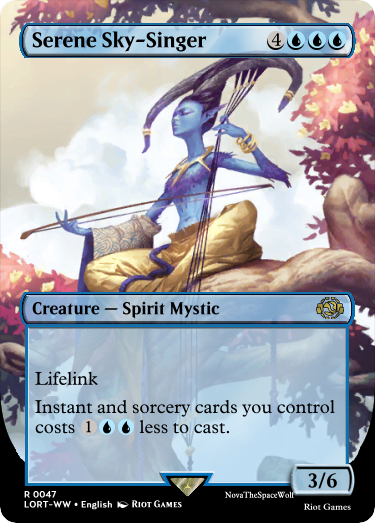 Serene Sky-Singer 4
Creature — Spirit Mystic
Lifelink
Instant and sorcery cards you control
costs 1 less to cast.
3/6
R 0047
LORT-WW • English Riot Games
NovaTheSpaceWolf
Riot Games